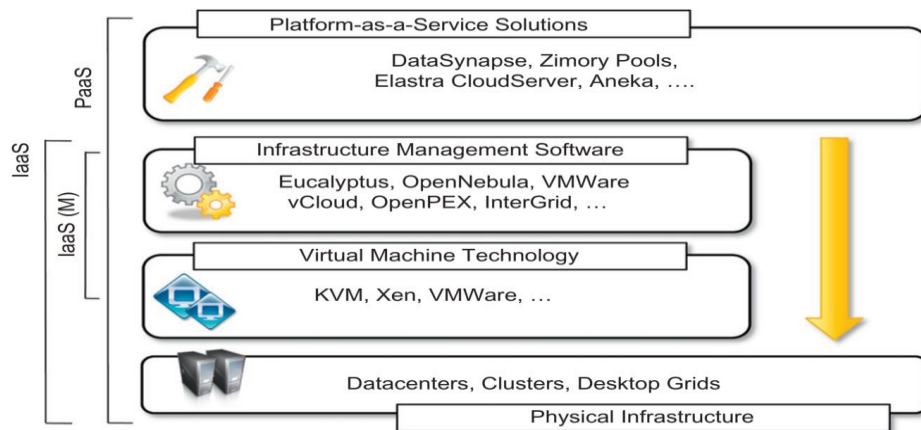 Platform-as-a-Service Solutions
DataSynapse, Zimory Pools,
Elastra CloudServer, Aneka, ....
PaaS
IaaS
IaaS (M)
Infrastructure Management Software
Eucalyptus, OpenNebula, VMWare
vCloud, OpenPEX, InterGrid, ...
Virtual Machine Technology
KVM, Xen, VMWare, ...
Datacenters, Clusters, Desktop Grids
Physical Infrastructure